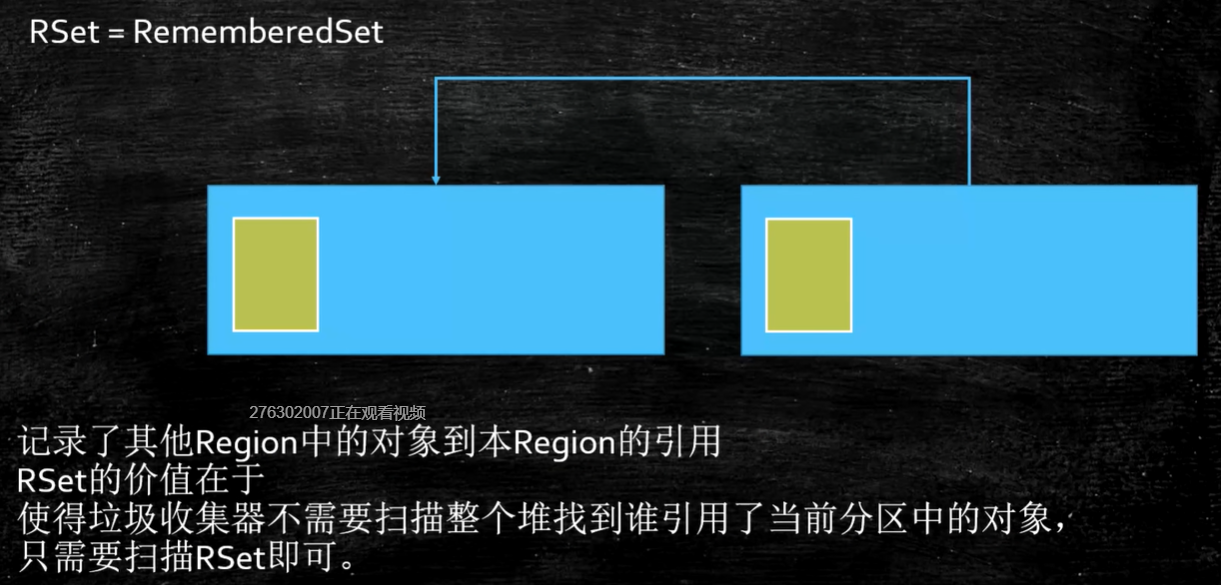 RSet = RememberedSet
276302007正在观看视频
记录了其他Region中的对象到本Region的引用
RSet的价值在于
使得垃圾收集器不需要扫描整个堆找到谁引用了当前分区中的对象，
只需要扫描RSet即可。